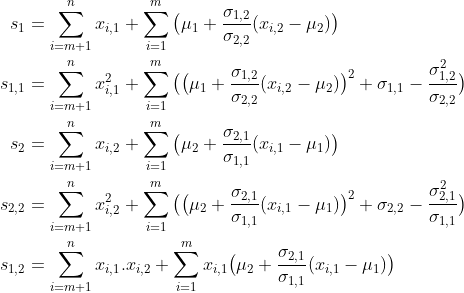 s_1 = \sum_{i=m+1}^{n} x_{i,1} + \sum_{i=1}^{m} \big(\mu_1 + \frac{\sigma_{1,2}}{\sigma_{2,2}}(x_{i,2} - \mu_2)\big)
s_{1,1} = \sum_{i=m+1}^{n} x_{i,1}^2 + \sum_{i=1}^{m} \big(\big(\mu_1 + \frac{\sigma_{1,2}}{\sigma_{2,2}}(x_{i,2} - \mu_2)\big)^2 + \sigma_{1,1} - \frac{\sigma_{1,2}^2}{\sigma_{2,2}}\big)
s_2 = \sum_{i=m+1}^{n} x_{i,2} + \sum_{i=1}^{m} \big(\mu_2 + \frac{\sigma_{2,1}}{\sigma_{1,1}}(x_{i,1} - \mu_1)\big)
s_{2,2} = \sum_{i=m+1}^{n} x_{i,2}^2 + \sum_{i=1}^{m} \big(\big(\mu_2 + \frac{\sigma_{2,1}}{\sigma_{1,1}}(x_{i,1} - \mu_1)\big)^2 + \sigma_{2,2} - \frac{\sigma_{2,1}^2}{\sigma_{1,1}}\big)
s_{1,2} = \sum_{i=m+1}^{n} x_{i,1}.x_{i,2} + \sum_{i=1}^{m} x_{i,1}\big(\mu_2 + \frac{\sigma_{2,1}}{\sigma_{1,1}}(x_{i,1} - \mu_1)\big)